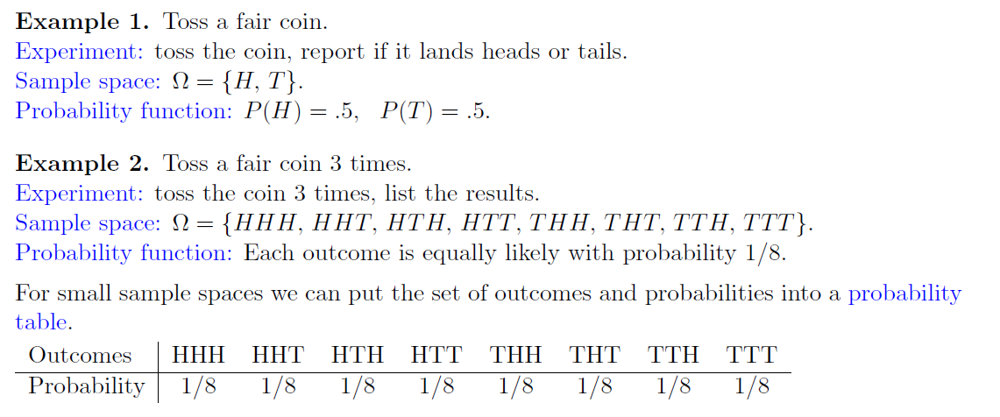 Example 1. Toss a fair coin.
Experiment: toss the coin, report if it lands heads or tails.
Sample space: Ω = {H, T}.
Probability function: P(H) = .5, P(T) = .5.
Example 2. Toss a fair coin 3 times.
Experiment: toss the coin 3 times, list the results.
Sample space: Ω = {HHH, HHT, HTH, HTT, THH, THT, TTH, TTT}.
Probability function: Each outcome is equally likely with probability 1/8.
For small sample spaces we can put the set of outcomes and probabilities into a probability
table.
Outcomes HHH HHT HTH HTT THH THT TTH TTT
Probability 1/8 1/8 1/8 1/8 1/8 1/8 1/8 1/8